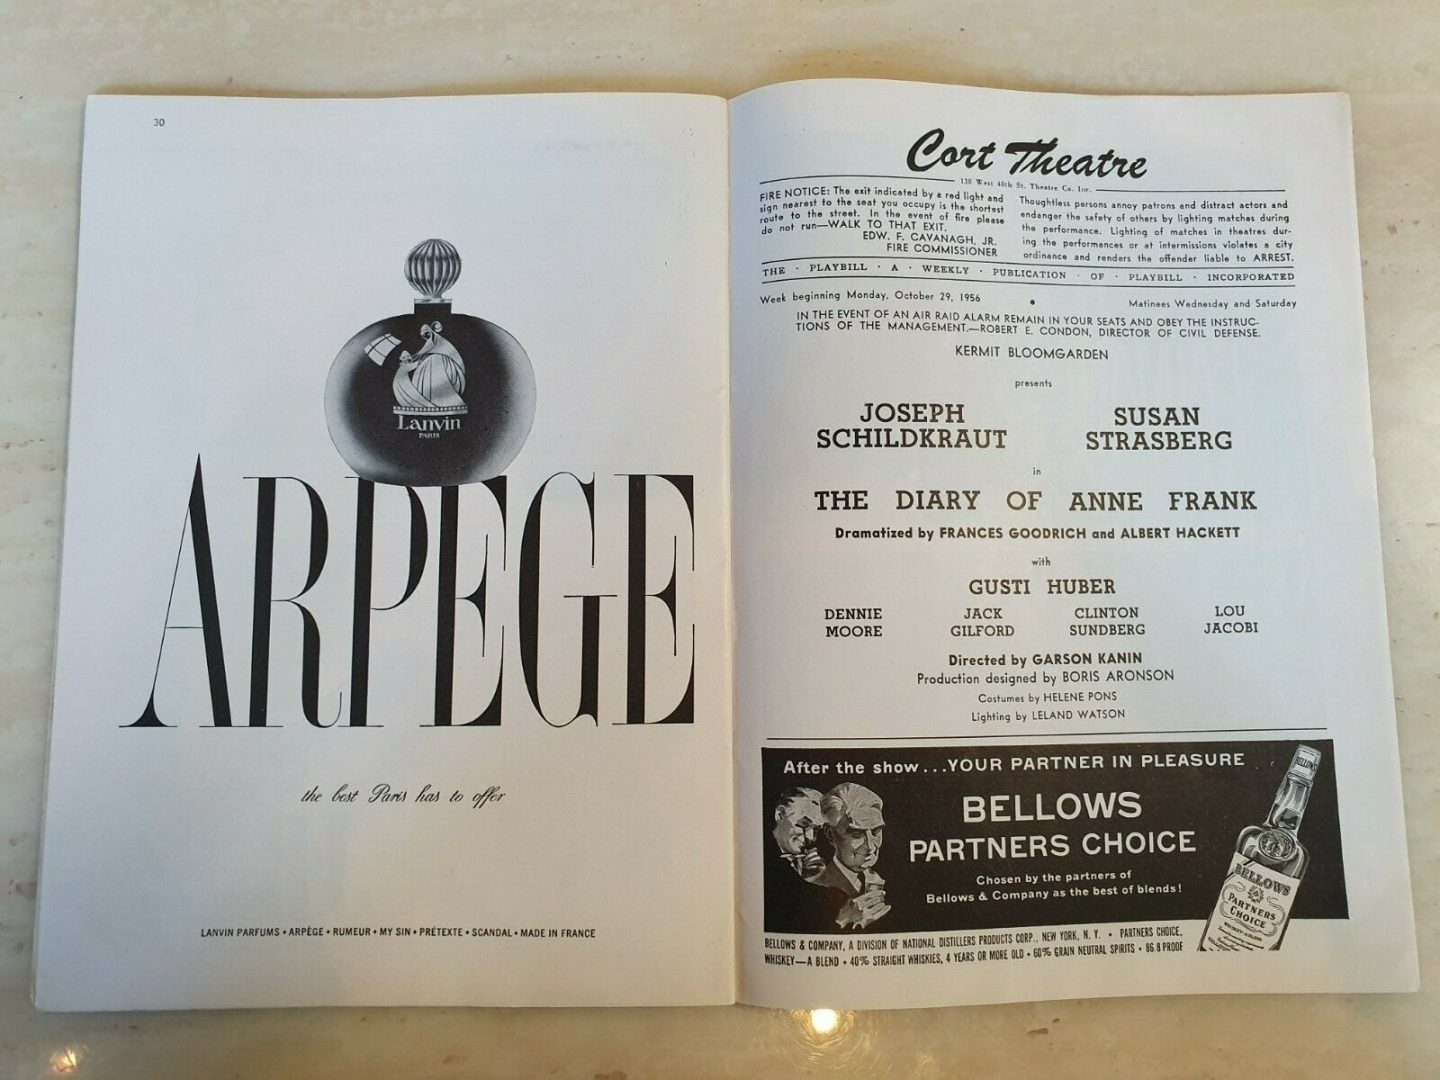 30
Lanvin
PARIS
ARPEGE
the best Paris has to offer
LANVIN PARFUMS • ARPÈGE • RUMEUR • MY SIN • PRÉTEXTE • SCANDAL • MADE IN FRANCE
Cort Theatre
138 West 48th St. Theatre Co. Inc.
FIRE NOTICE: The exit indicated by a red light and
sign nearest to the seat you occupy is the shortest
route to the street. In the event of fire please
do not run—WALK TO THAT EXIT.
EDW. F. CAVANAGH, JR.
FIRE COMMISSIONER
Thoughtless persons annoy patrons and distract actors and
endanger the safety of others by lighting matches during
the performance. Lighting of matches in theatres dur-
ing the performances or at intermissions violates a city
ordinance and renders the offender liable to ARREST.
THE · PLAYBILL · A · WEEKLY · PUBLICATION · OF · PLAYBILL · INCORPORATED
Week beginning Monday, October 29, 1956 • Matinees Wednesday and Saturday
IN THE EVENT OF AN AIR RAID ALARM REMAIN IN YOUR SEATS AND OBEY THE INSTRUC-
TIONS OF THE MANAGEMENT.—ROBERT E. CONDON, DIRECTOR OF CIVIL DEFENSE.
KERMIT BLOOMGARDEN
presents
JOSEPH SUSAN
SCHILDKRAUT STRASBERG
in
THE DIARY OF ANNE FRANK
Dramatized by FRANCES GOODRICH and ALBERT HACKETT
with
GUSTI HUBER
DENNIE JACK CLINTON LOU
MOORE GILFORD SUNDBERG JACOBI
Directed by GARSON KANIN
Production designed by BORIS ARONSON
Costumes by HELENE PONS
Lighting by LELAND WATSON
After the show...YOUR PARTNER IN PLEASURE
BELLOWS
PARTNERS CHOICE
Chosen by the partners of
Bellows & Company as the best of blends!
BELLOWS
PARTNERS
CHOICE
WHISKEY-A BLEND
BELLOWS & COMPANY, A DIVISION OF NATIONAL DISTILLERS PRODUCTS CORP., NEW YORK, N. Y. • PARTNERS CHOICE,
WHISKEY—A BLEND • 40% STRAIGHT WHISKIES, 4 YEARS OR MORE OLD • 60% GRAIN NEUTRAL SPIRITS • 86.8 PROOF